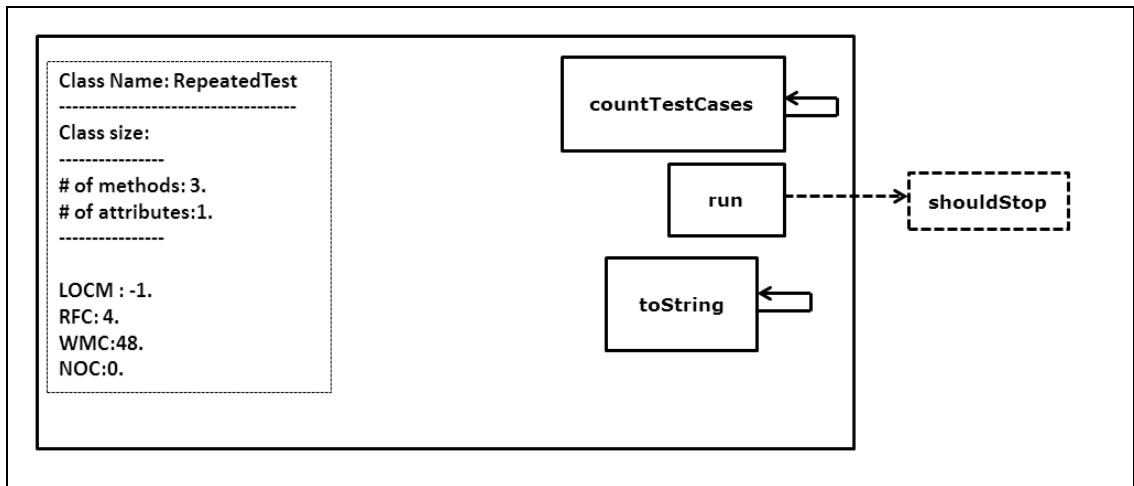 Class Name: RepeatedTest
------------------------------------
Class size:
----------------
# of methods: 3.
# of attributes:1.
----------------
LOCM : -1.
RFC: 4.
WMC:48.
NOC:0.
countTestCases
run
shouldStop
toString